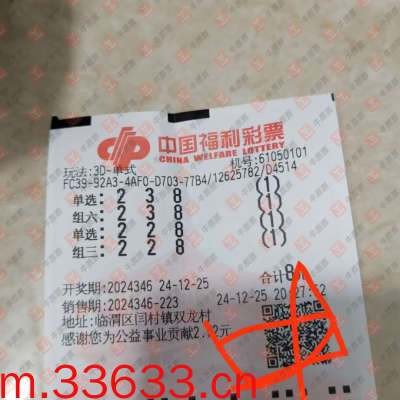 中国福利彩票
CHINA WELFARE LOTTERY
玩法:3D-单式 机号:61050101
FC39-92A3-4AF0-D703-77B4/12625782/D4514
单选: 2 3 8 (1)
组六: 2 3 8 (1)
单选: 2 2 8 (1)
组三: 2 2 8 (1)
开奖期:2024346 24-12-25 合计8
销售期:2024346-223 24-12-25
地址:临渭区闫村镇双龙村
感谢您为公益事业贡献
m.33633.cn